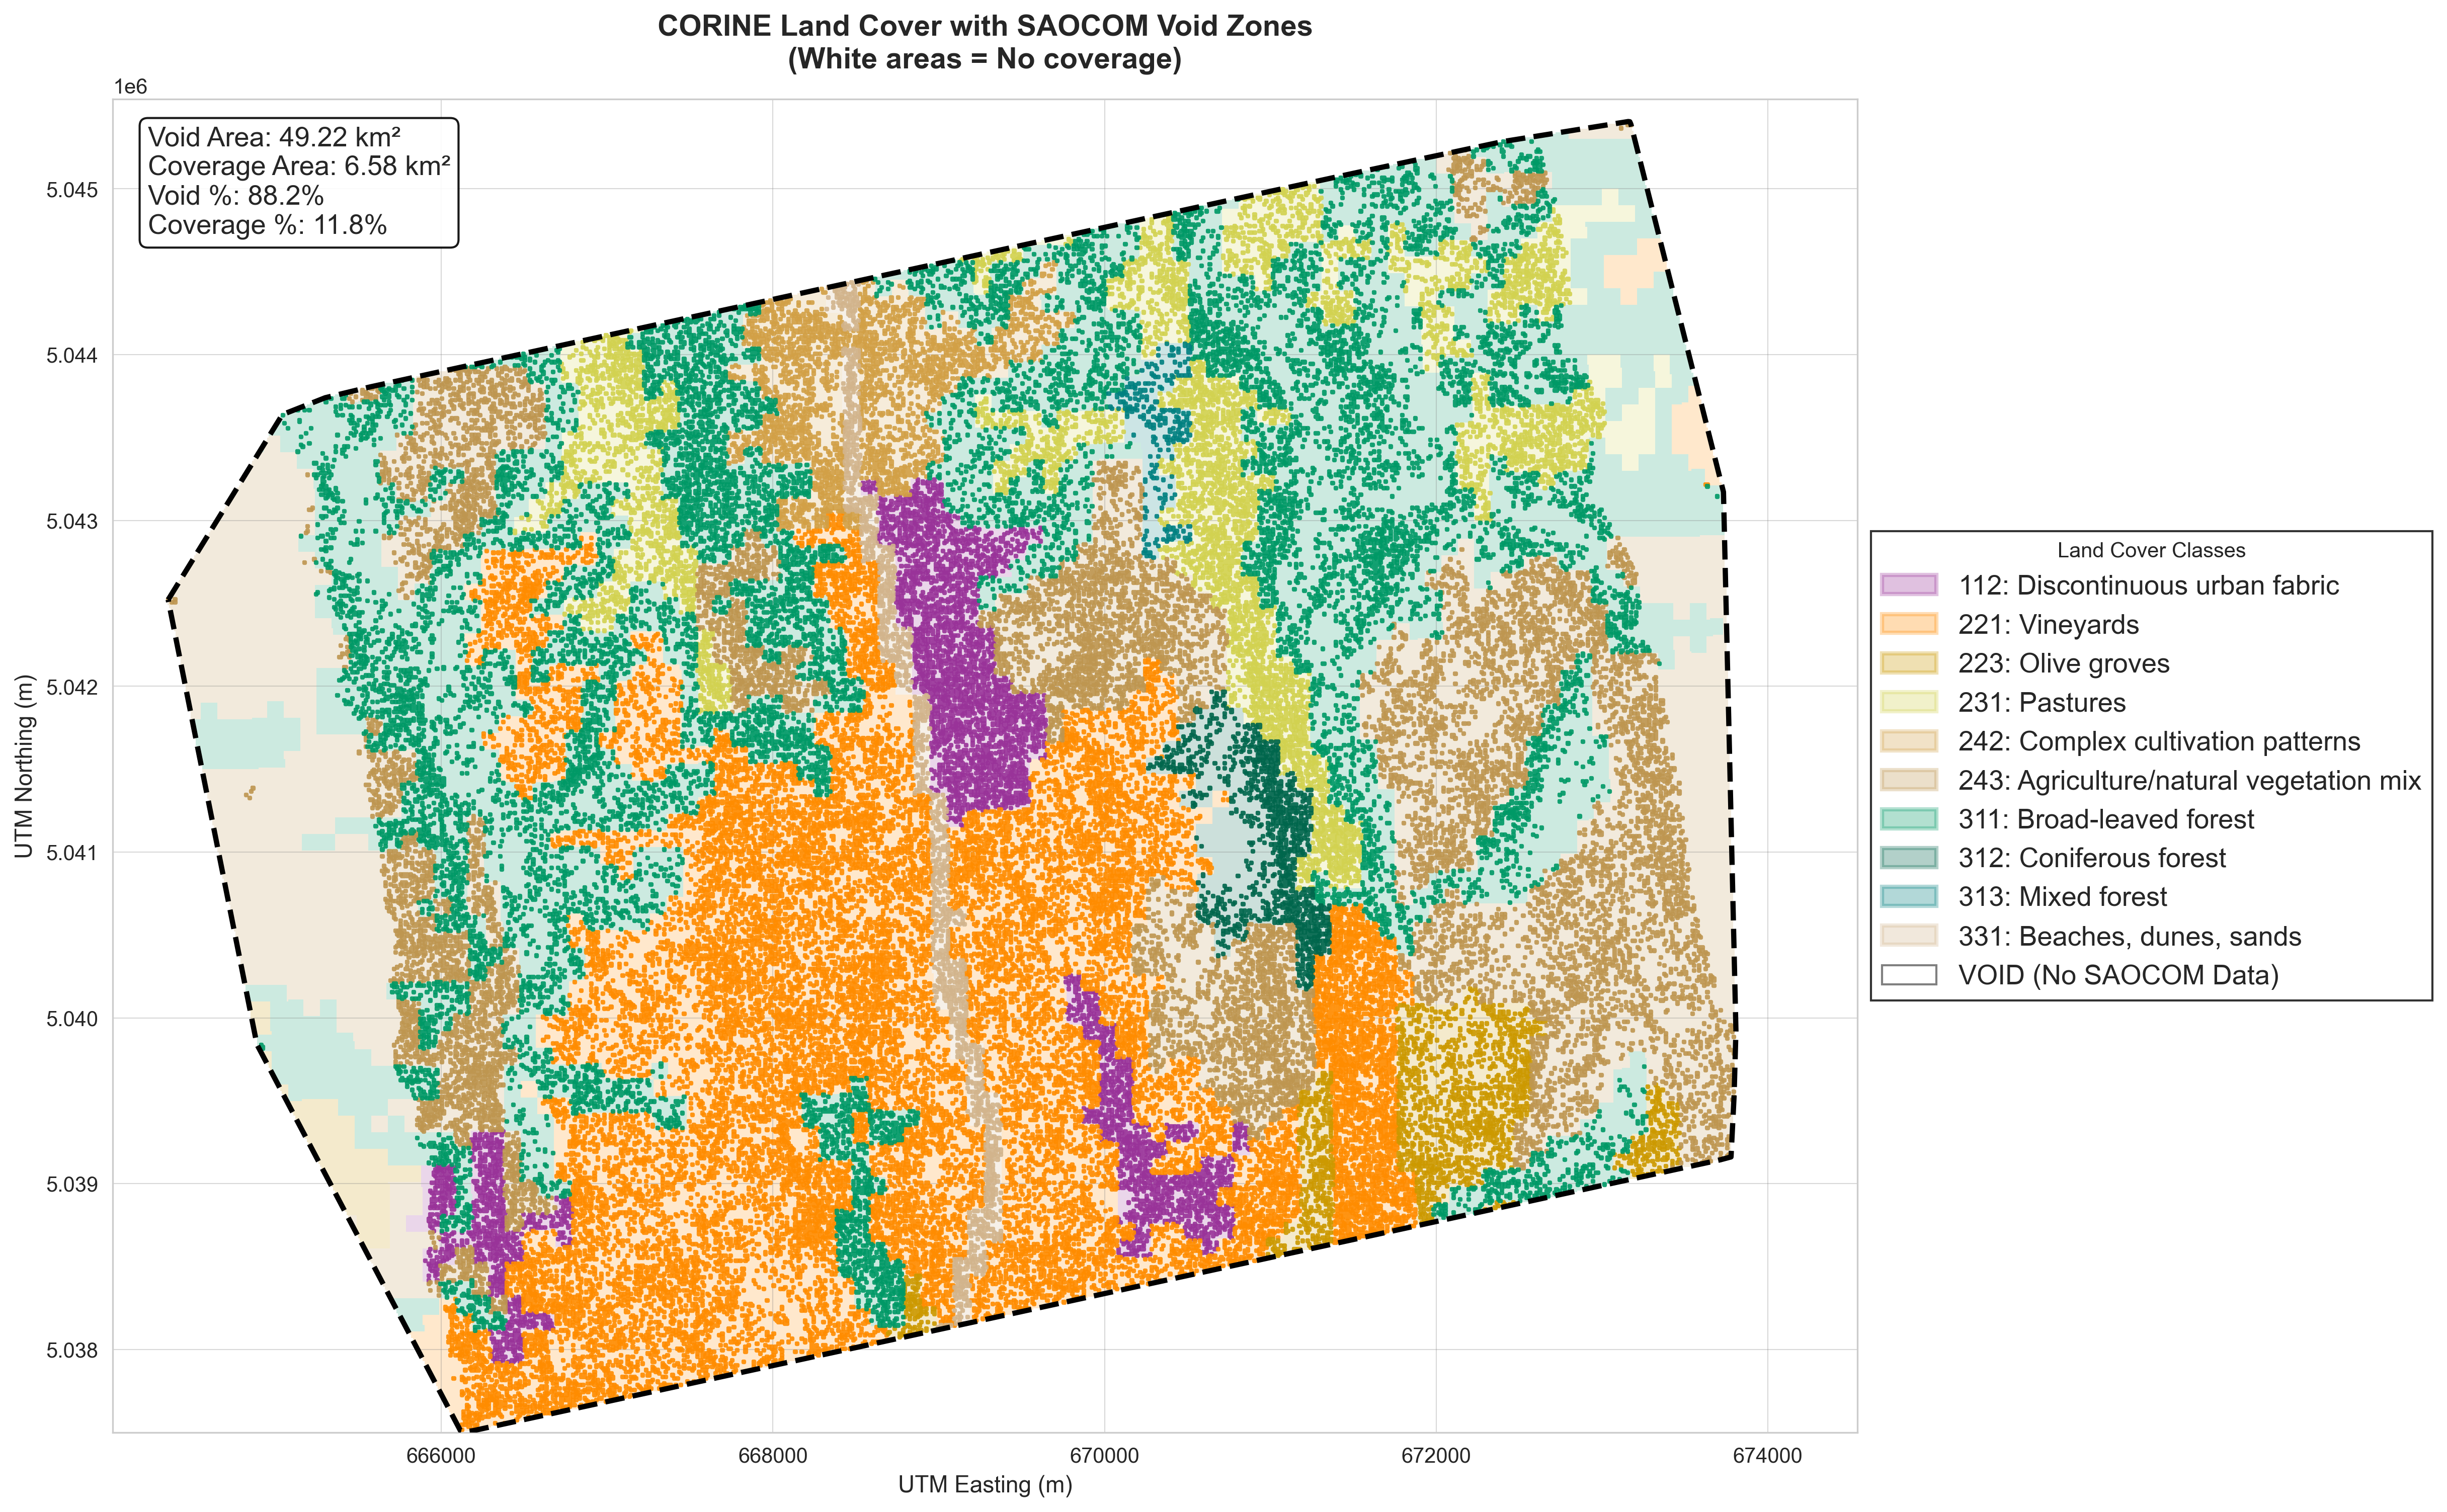 CORINE Land Cover with SAOCOM Void Zones
(White areas = No coverage)
1e6
Void Area: 49.22 km²
Coverage Area: 6.58 km²
Void %: 88.2%
Coverage %: 11.8%
5.045
5.044
5.043
5.042
5.041
5.040
5.039
5.038
UTM Northing (m)
666000
668000
670000
672000
674000
UTM Easting (m)
Land Cover Classes
112: Discontinuous urban fabric
221: Vineyards
223: Olive groves
231: Pastures
242: Complex cultivation patterns
243: Agriculture/natural vegetation mix
311: Broad-leaved forest
312: Coniferous forest
313: Mixed forest
331: Beaches, dunes, sands
VOID (No SAOCOM Data)